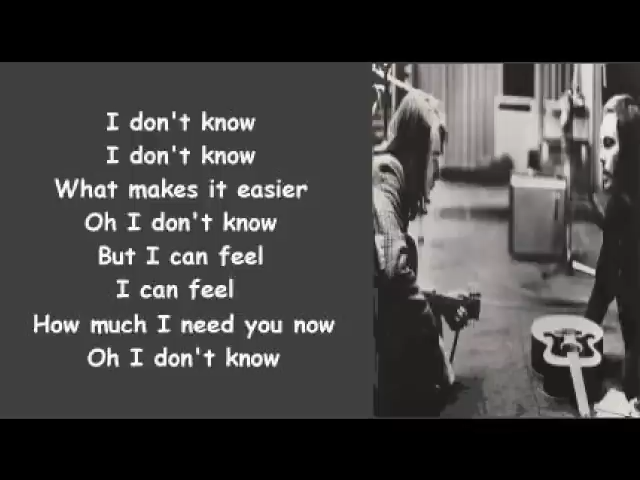 I don't know
I don't know
What makes it easier
Oh I don't know
But I can feel
I can feel
How much I need you now
Oh I don't know